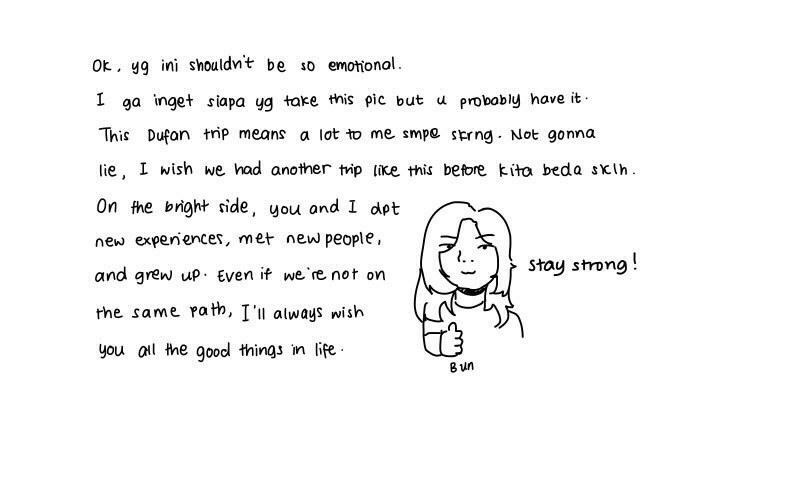 Ok, yg ini shouldn't be so emotional.
I ga inget siapa yg take this pic but u probably have it.
This Dufan trip means a lot to me smpe skrng. Not gonna
lie, I wish we had another trip like this before kita beda sklh.
On the bright side, you and I dpt
new experiences, met new people,
and grew up. Even if we're not on
the same path, I'll always wish
you all the good things in life.
stay strong!
Bun